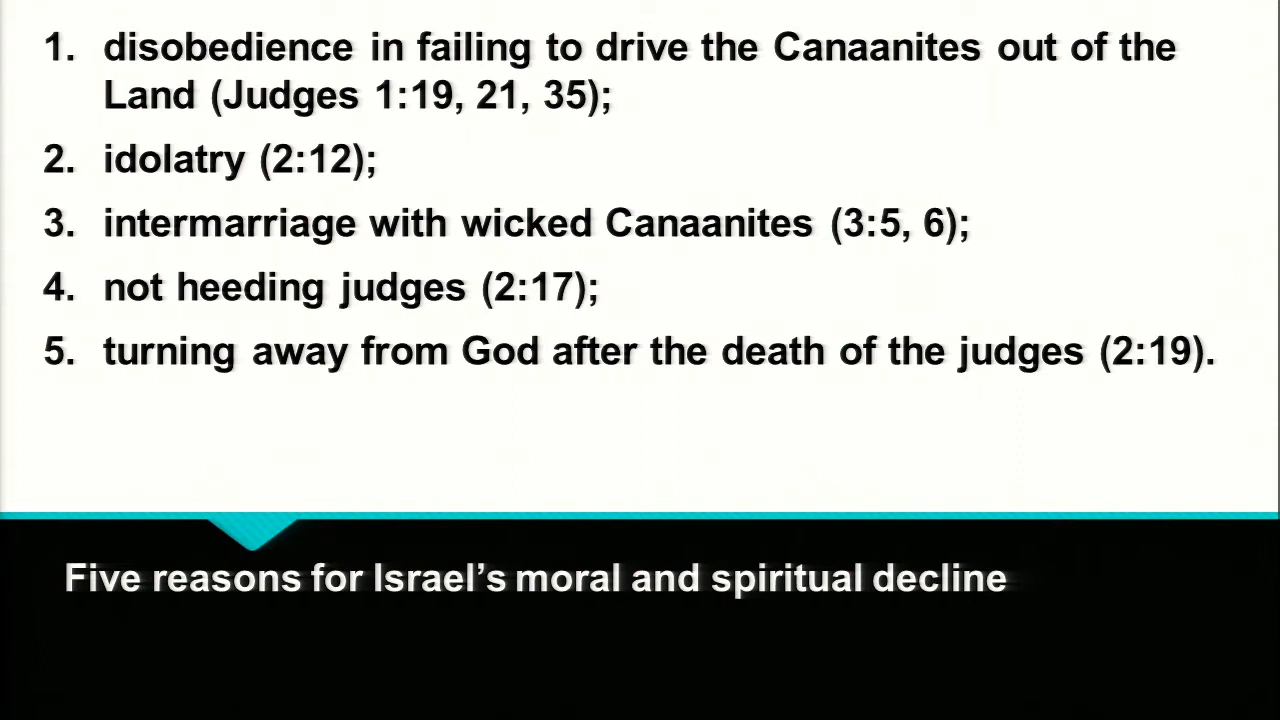 1. disobedience in failing to drive the Canaanites out of the
Land (Judges 1:19, 21, 35);
2. idolatry (2:12);
3. intermarriage with wicked Canaanites (3:5, 6);
4. not heeding judges (2:17);
5. turning away from God after the death of the judges (2:19).
Five reasons for Israel’s moral and spiritual decline